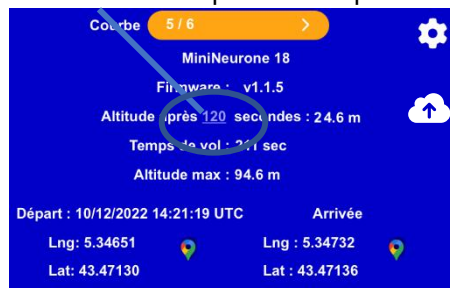 Courbe 5 / 6 >
MiniNeurone 18
Firmware : v1.1.5
Altitude après 120 secondes : 24.6 m
Temps de vol : 211 sec
Altitude max : 94.6 m
Départ : 10/12/2022 14:21:19 UTC Arrivée
Lng: 5.34651 Lng : 5.34732
Lat: 43.47130 Lat : 43.47136